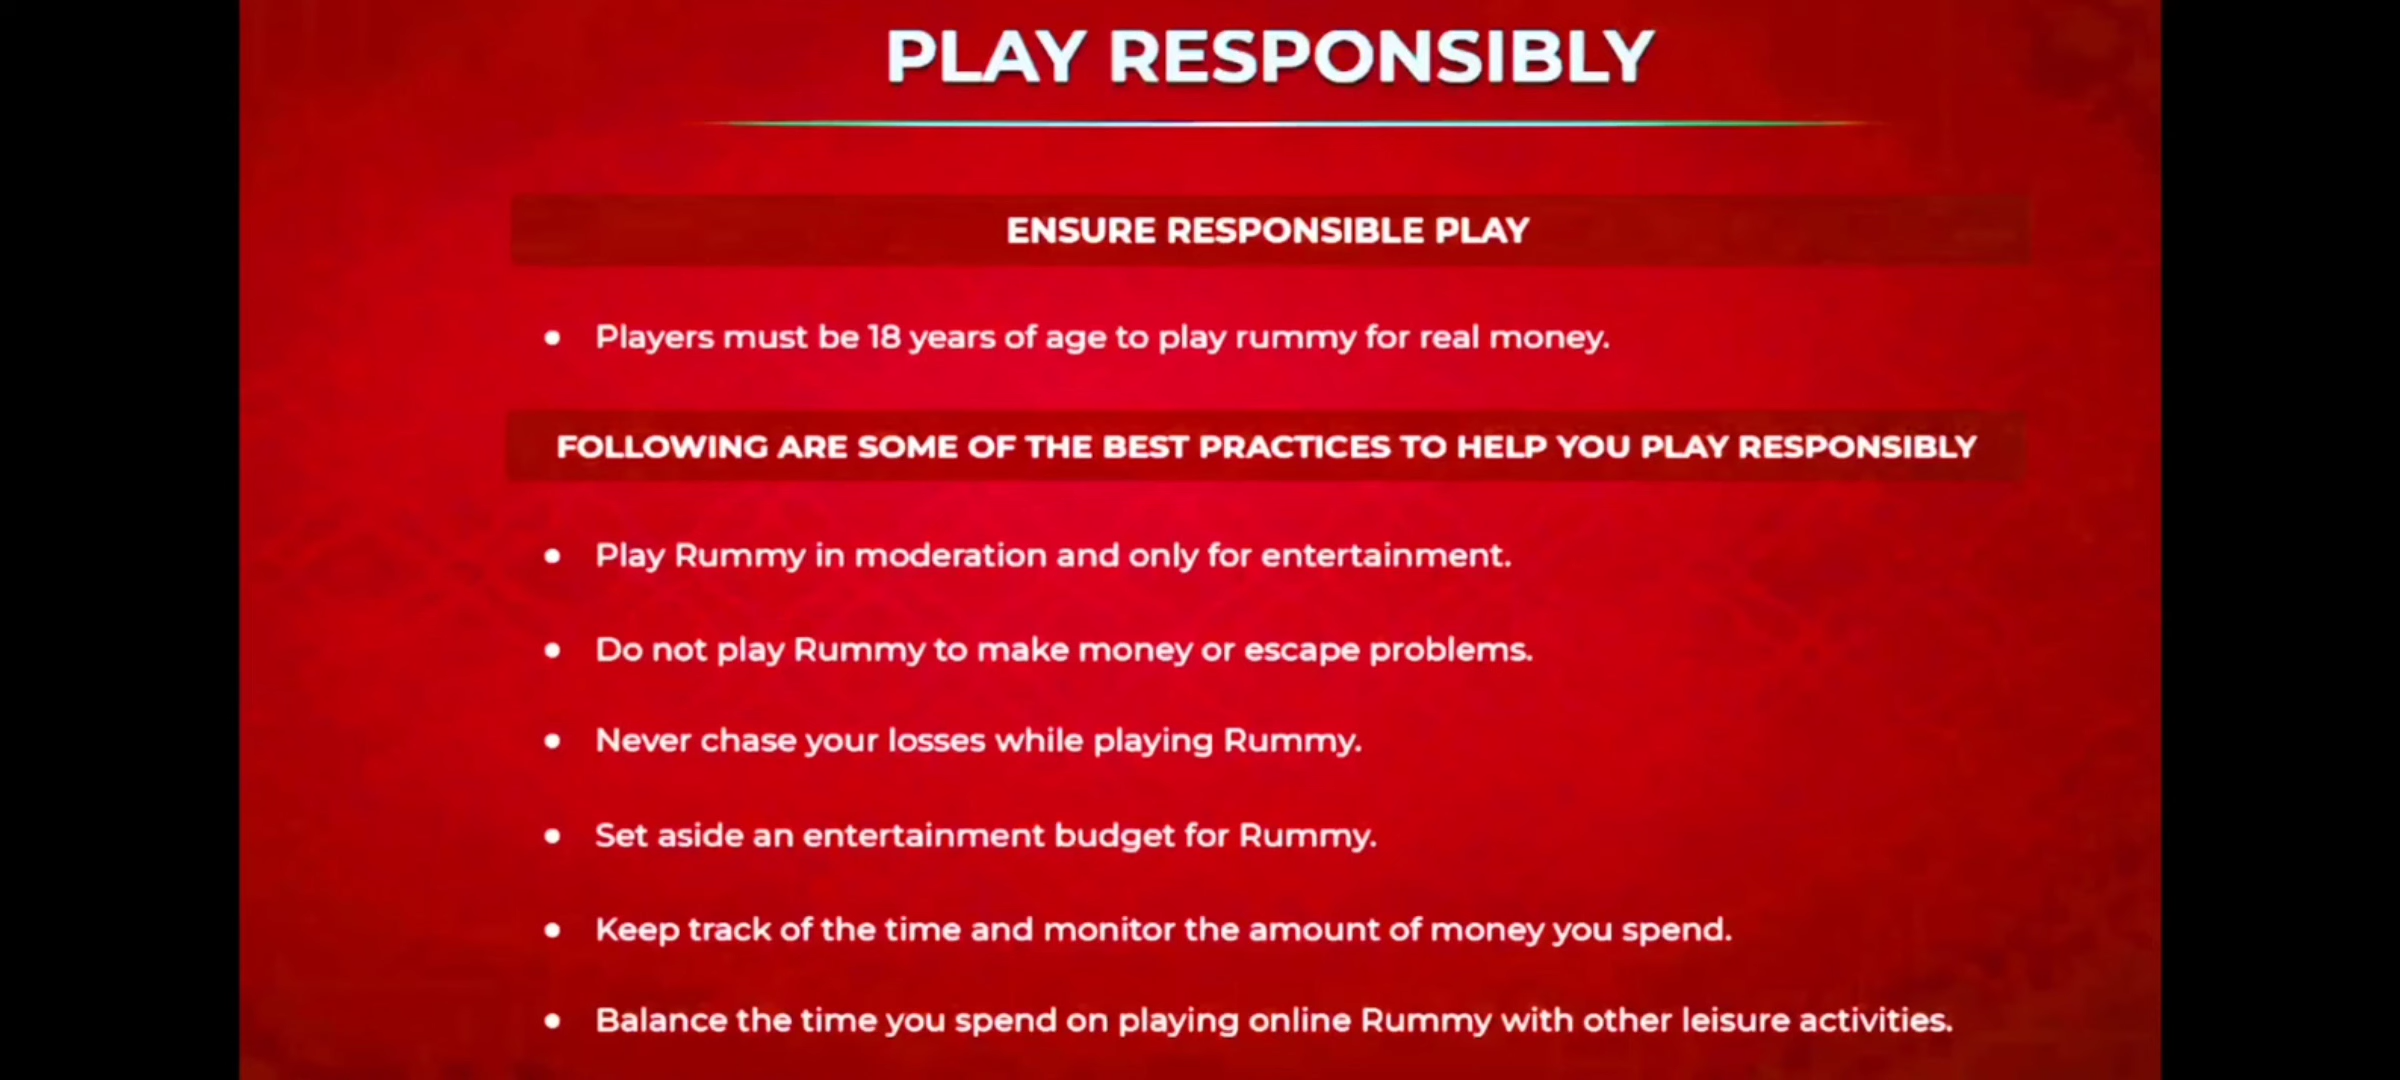 PLAY RESPONSIBLY
ENSURE RESPONSIBLE PLAY
• Players must be 18 years of age to play rummy for real money.
FOLLOWING ARE SOME OF THE BEST PRACTICES TO HELP YOU PLAY RESPONSIBLY
• Play Rummy in moderation and only for entertainment.
• Do not play Rummy to make money or escape problems.
• Never chase your losses while playing Rummy.
• Set aside an entertainment budget for Rummy.
• Keep track of the time and monitor the amount of money you spend.
• Balance the time you spend on playing online Rummy with other leisure activities.